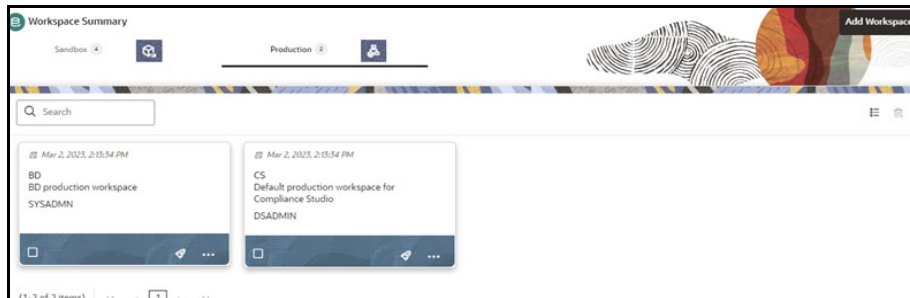 Workspace Summary
Add Workspace
Sandbox 4
Production 2
Search
Mar 2, 2023, 2:13:54 PM
BD
BD production workspace
SYSADMN
Mar 2, 2023, 2:13:54 PM
CS
Default production workspace for
Compliance Studio
DSADMIN
(1-2 of 2 items)
1